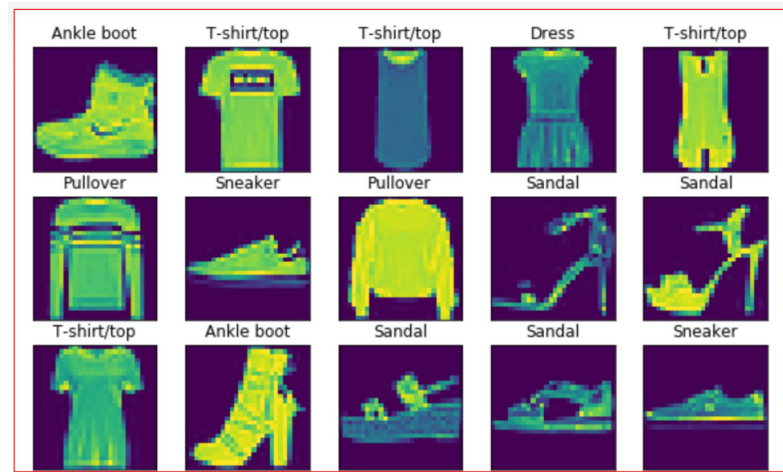 Ankle boot T-shirt/top T-shirt/top Dress T-shirt/top
Pullover Sneaker Pullover Sandal Sandal
T-shirt/top Ankle boot Sandal Sandal Sneaker